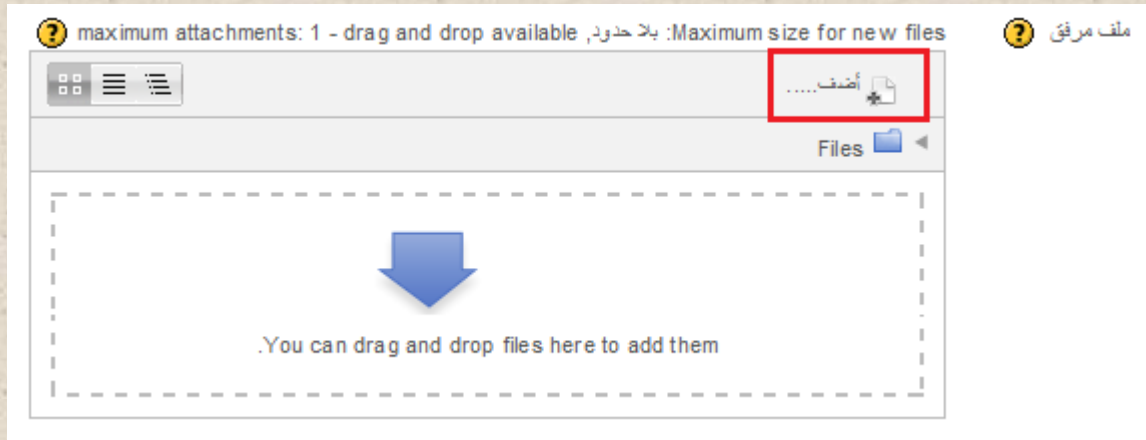 ملف مرفق
Maximum size for new files: بلا حدود, maximum attachments: 1 - drag and drop available
أضف.....
Files
You can drag and drop files here to add them.